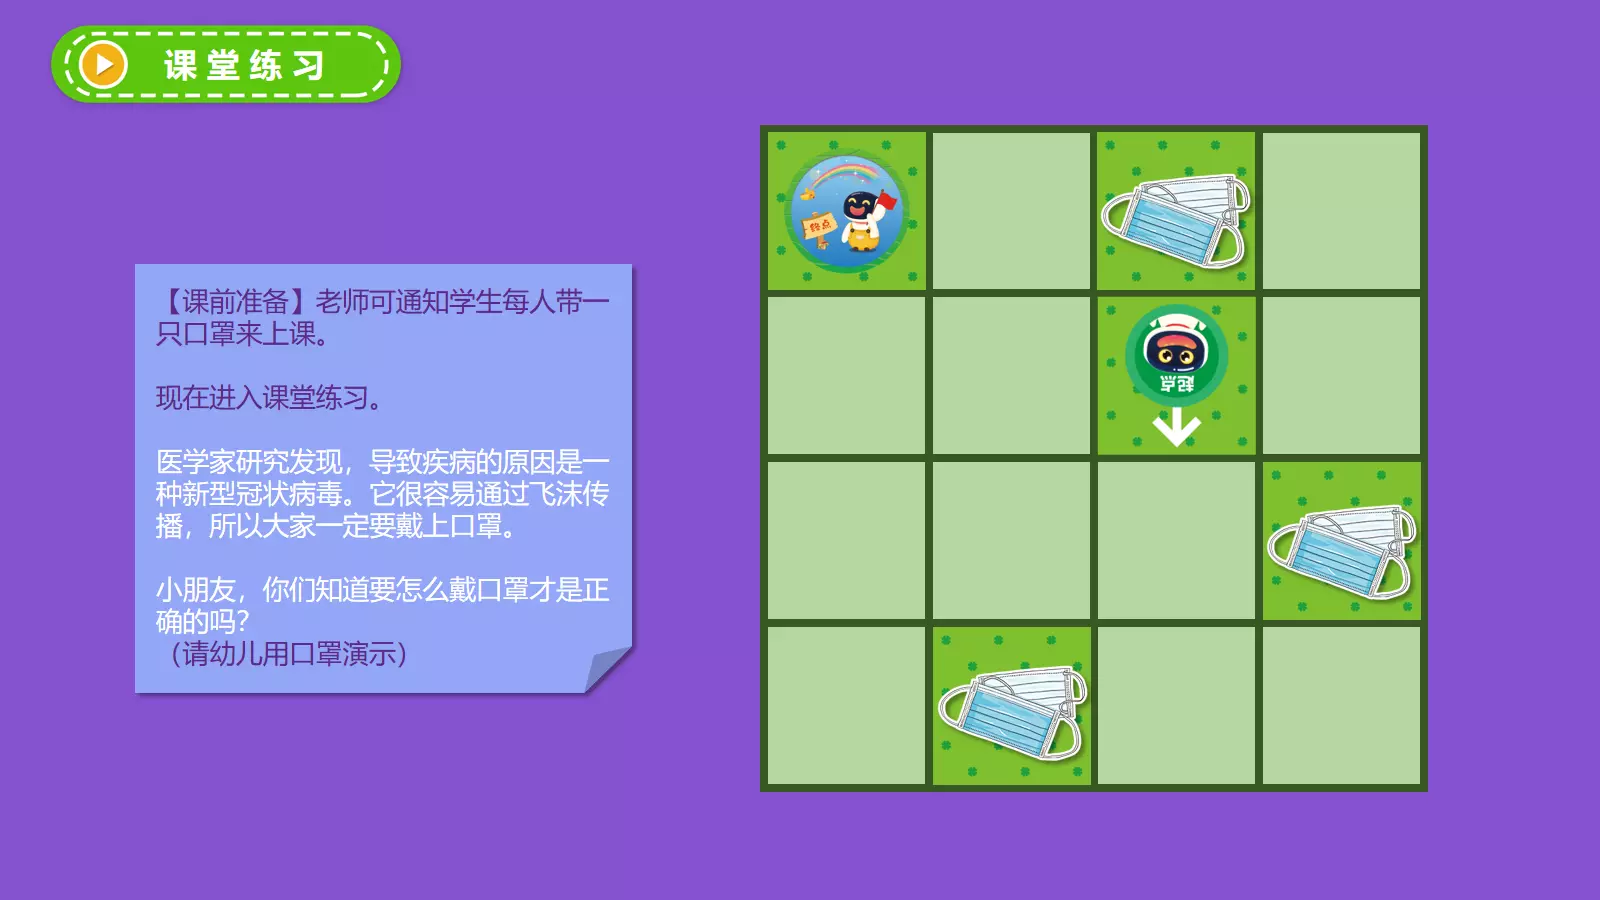 课堂练习
【课前准备】老师可通知学生每人带一
只口罩来上课。
现在进入课堂练习。
医学家研究发现，导致疾病的原因是一
种新型冠状病毒。它很容易通过飞沫传
播，所以大家一定要戴上口罩。
小朋友，你们知道要怎么戴口罩才是正
确的吗？
（请幼儿用口罩演示）
终点
起点